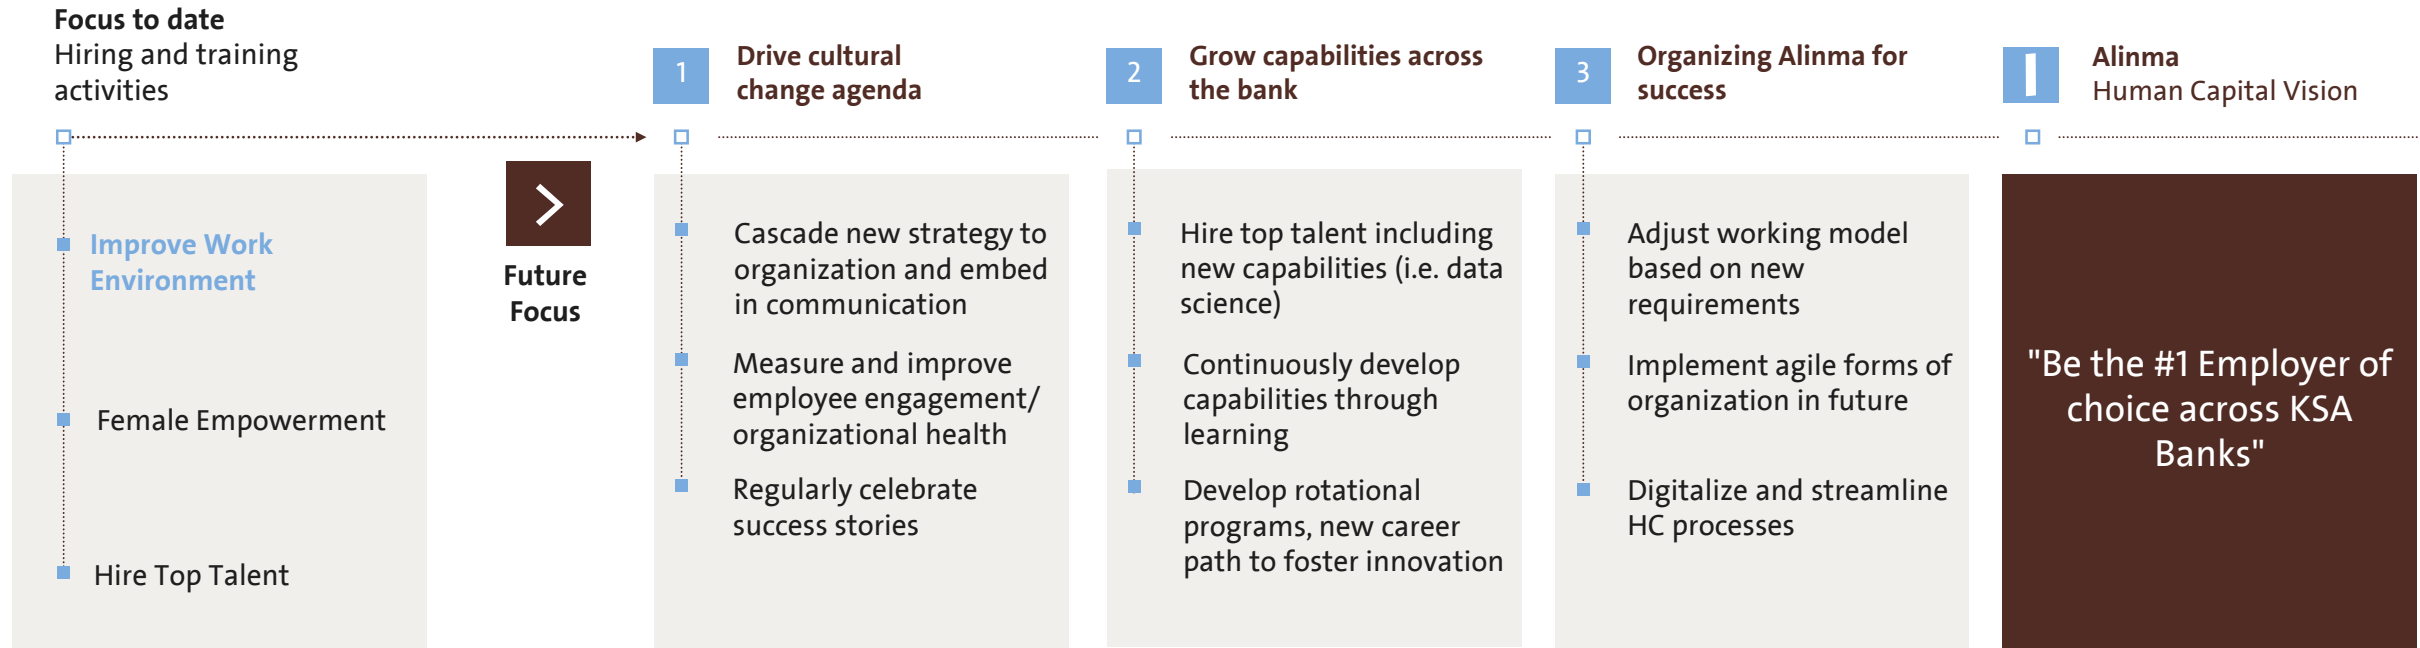 Focus to date
Hiring and training
activities
Improve Work
Environment
Female Empowerment
Hire Top Talent
Future
Focus
1
Drive cultural
change agenda
Cascade new strategy to
organization and embed
in communication
Measure and improve
employee engagement/
organizational health
Regularly celebrate
success stories
2
Grow capabilities across
the bank
Hire top talent including
new capabilities (i.e. data
science)
Continuously develop
capabilities through
learning
Develop rotational
programs, new career
path to foster innovation
3
Organizing Alinma for
success
Adjust working model
based on new
requirements
Implement agile forms of
organization in future
Digitalize and streamline
HC processes
Alinma
Human Capital Vision
"Be the #1 Employer of
choice across KSA
Banks"